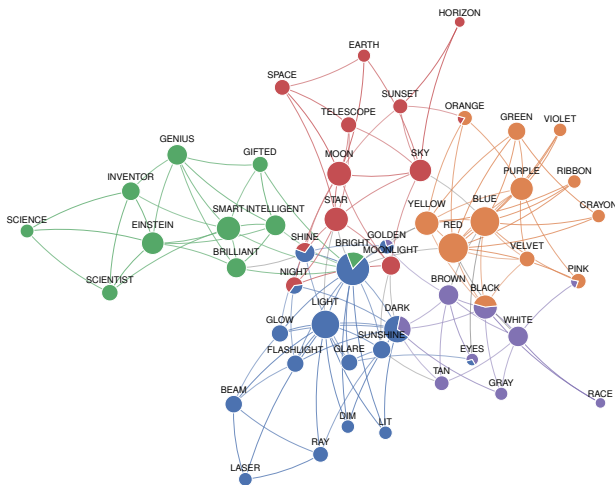 HORIZON
EARTH
SPACE
SUNSET
TELESCOPE
ORANGE
GREEN
VIOLET
GENIUS
GIFTED
MOON
SKY
PURPLE
RIBBON
INVENTOR
STAR
YELLOW
BLUE
CRAYON
SCIENCE
EINSTEIN
SMART
INTELLIGENT
RED
SHINE
BRIGHT
GOLDEN
MOONLIGHT
BRILLIANT
VELVET
SCIENTIST
NIGHT
BROWN
BLACK
PINK
LIGHT
DARK
GLOW
SUNSHINE
WHITE
FLASHLIGHT
GLARE
EYES
TAN
GRAY
RACE
BEAM
DIM
LIT
RAY
LASER